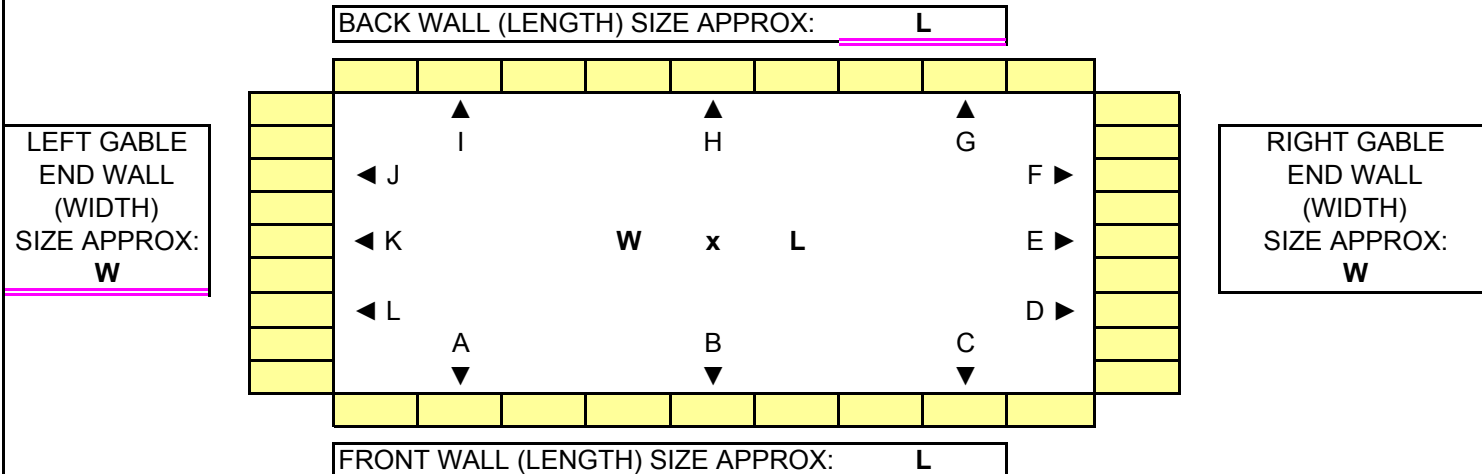 BACK WALL (LENGTH) SIZE APPROX: L
▲ ▲ ▲
I H G
LEFT GABLE
END WALL
(WIDTH)
SIZE APPROX:
W
◄ J F ►
◄ K W x L E ►
◄ L D ►
RIGHT GABLE
END WALL
(WIDTH)
SIZE APPROX:
W
A B C
▼ ▼ ▼
FRONT WALL (LENGTH) SIZE APPROX: L